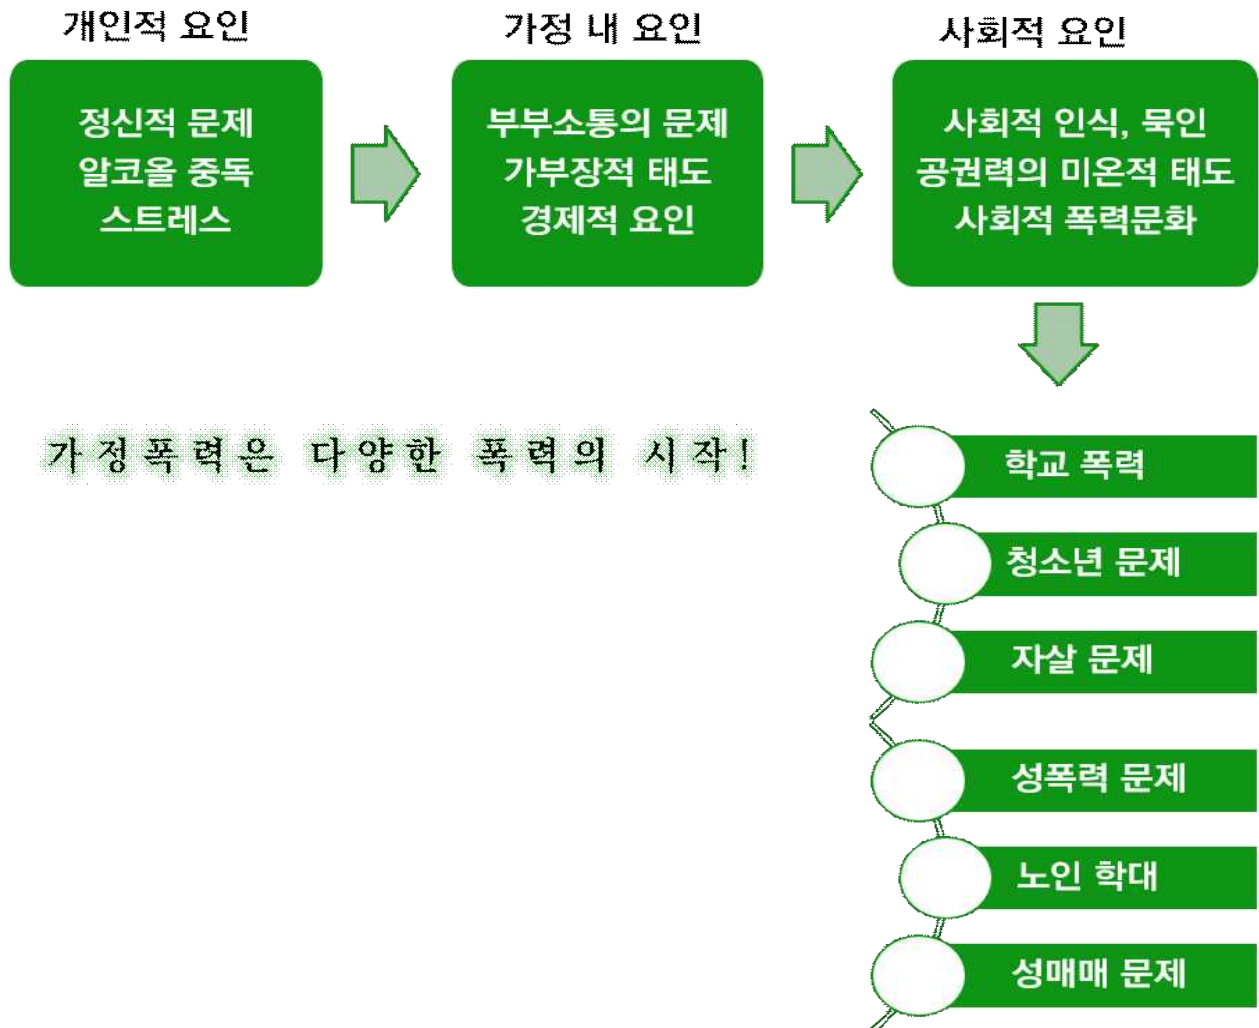 개인적 요인
정신적 문제
알코올 중독
스트레스
가정 내 요인
부부소통의 문제
가부장적 태도
경제적 요인
사회적 요인
사회적 인식, 묵인
공권력의 미온적 태도
사회적 폭력문화
가정폭력은 다양한 폭력의 시작!
학교 폭력
청소년 문제
자살 문제
성폭력 문제
노인 학대
성매매 문제